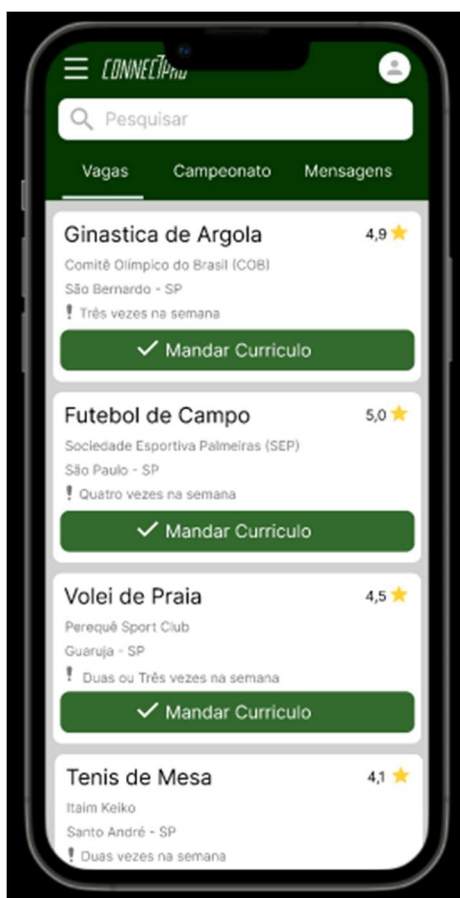 CONNECTPRO
Pesquisar
Vagas Campeonato Mensagens
Ginastica de Argola 4,9
Comitê Olímpico do Brasil (COB)
São Bernardo - SP
Três vezes na semana
Mandar Curriculo
Futebol de Campo 5,0
Sociedade Esportiva Palmeiras (SEP)
São Paulo - SP
Quatro vezes na semana
Mandar Curriculo
Volei de Praia 4,5
Perequê Sport Club
Guaruja - SP
Duas ou Três vezes na semana
Mandar Curriculo
Tenis de Mesa 4,1
Itaim Keiko
Santo André - SP
Duas vezes na semana